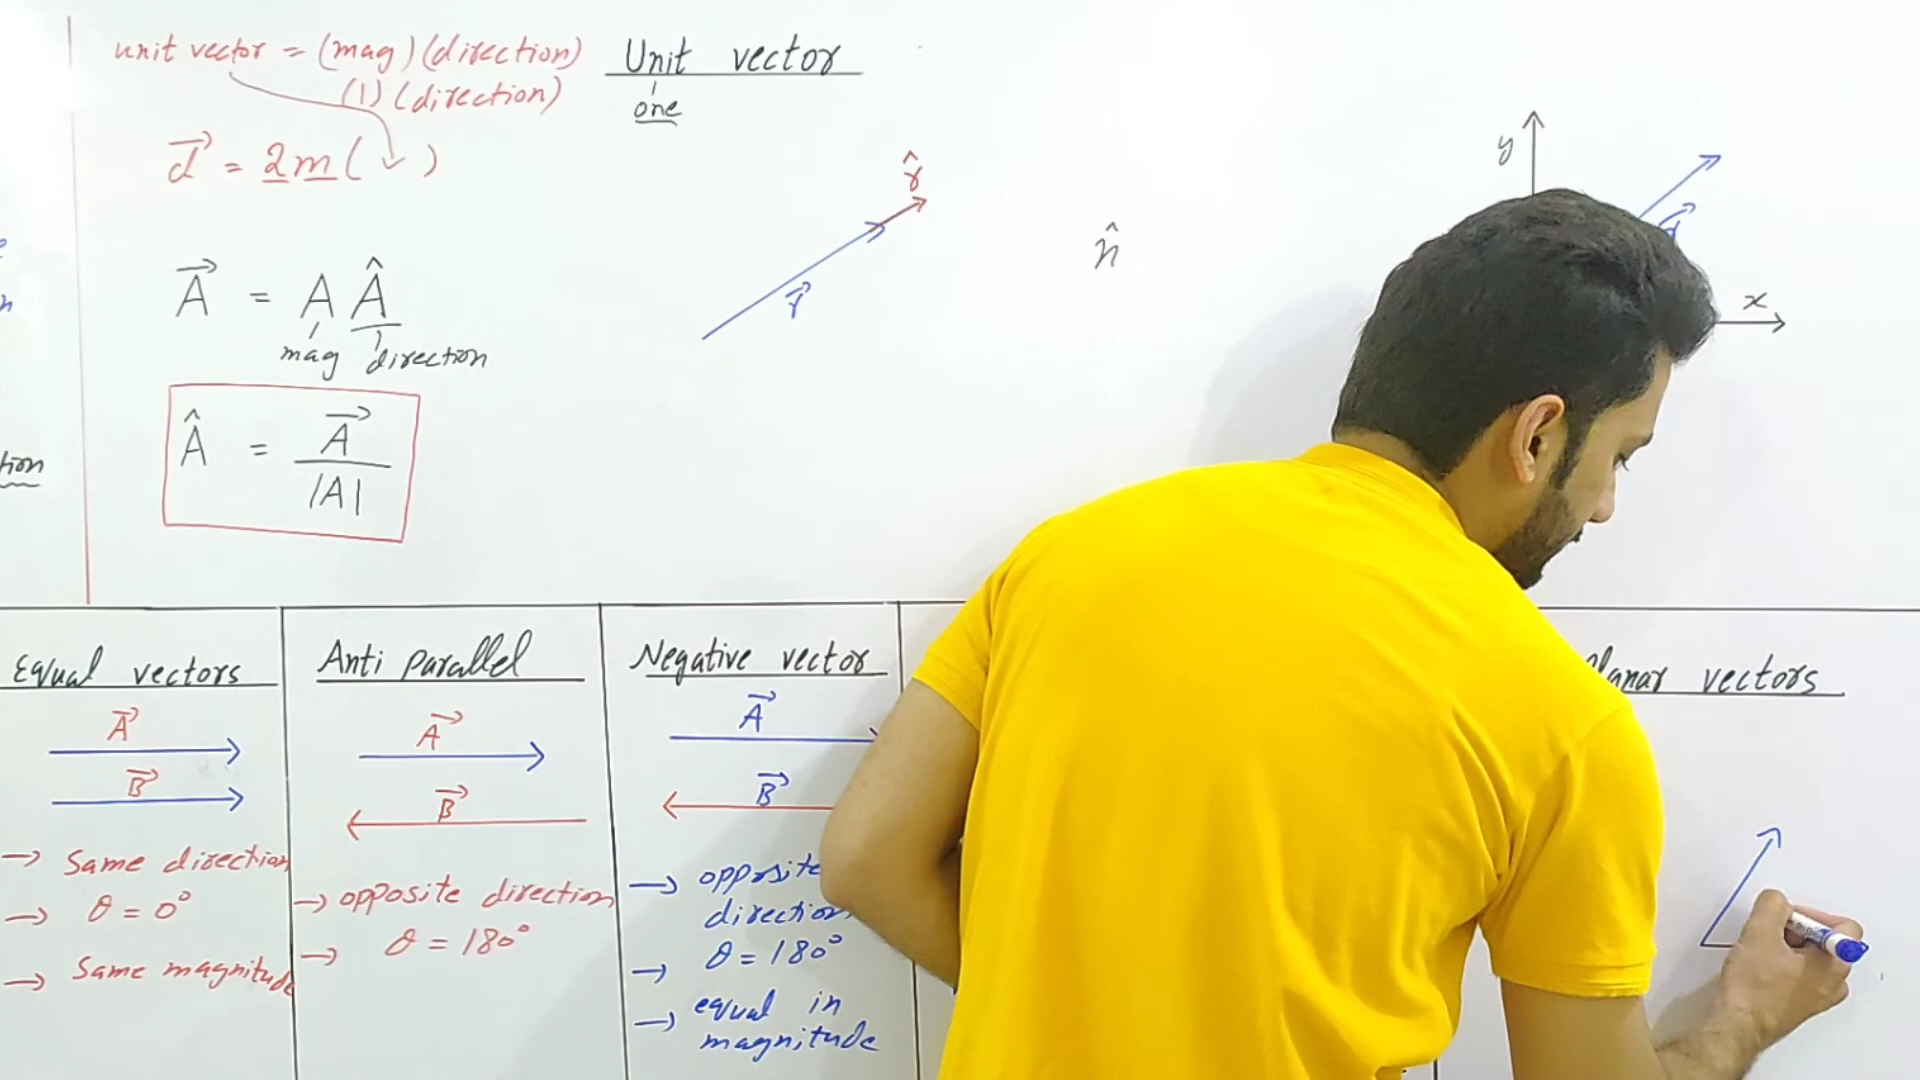 unit vector = (mag) (direction)
(1) (direction)
Unit vector
one
d⃗ = 2m ( )
A⃗ = A Â
mag direction
Â = A⃗ / |A|
r̂
r⃗
n̂
y
x
Equal vectors
A⃗
B⃗
→ Same direction
→ θ = 0°
→ Same magnitude
Anti parallel
A⃗
B⃗
→ opposite direction
→ θ = 180°
Negative vector
A⃗
B⃗
→ opposite
direction
→ θ = 180°
→ equal in
magnitude
vectors